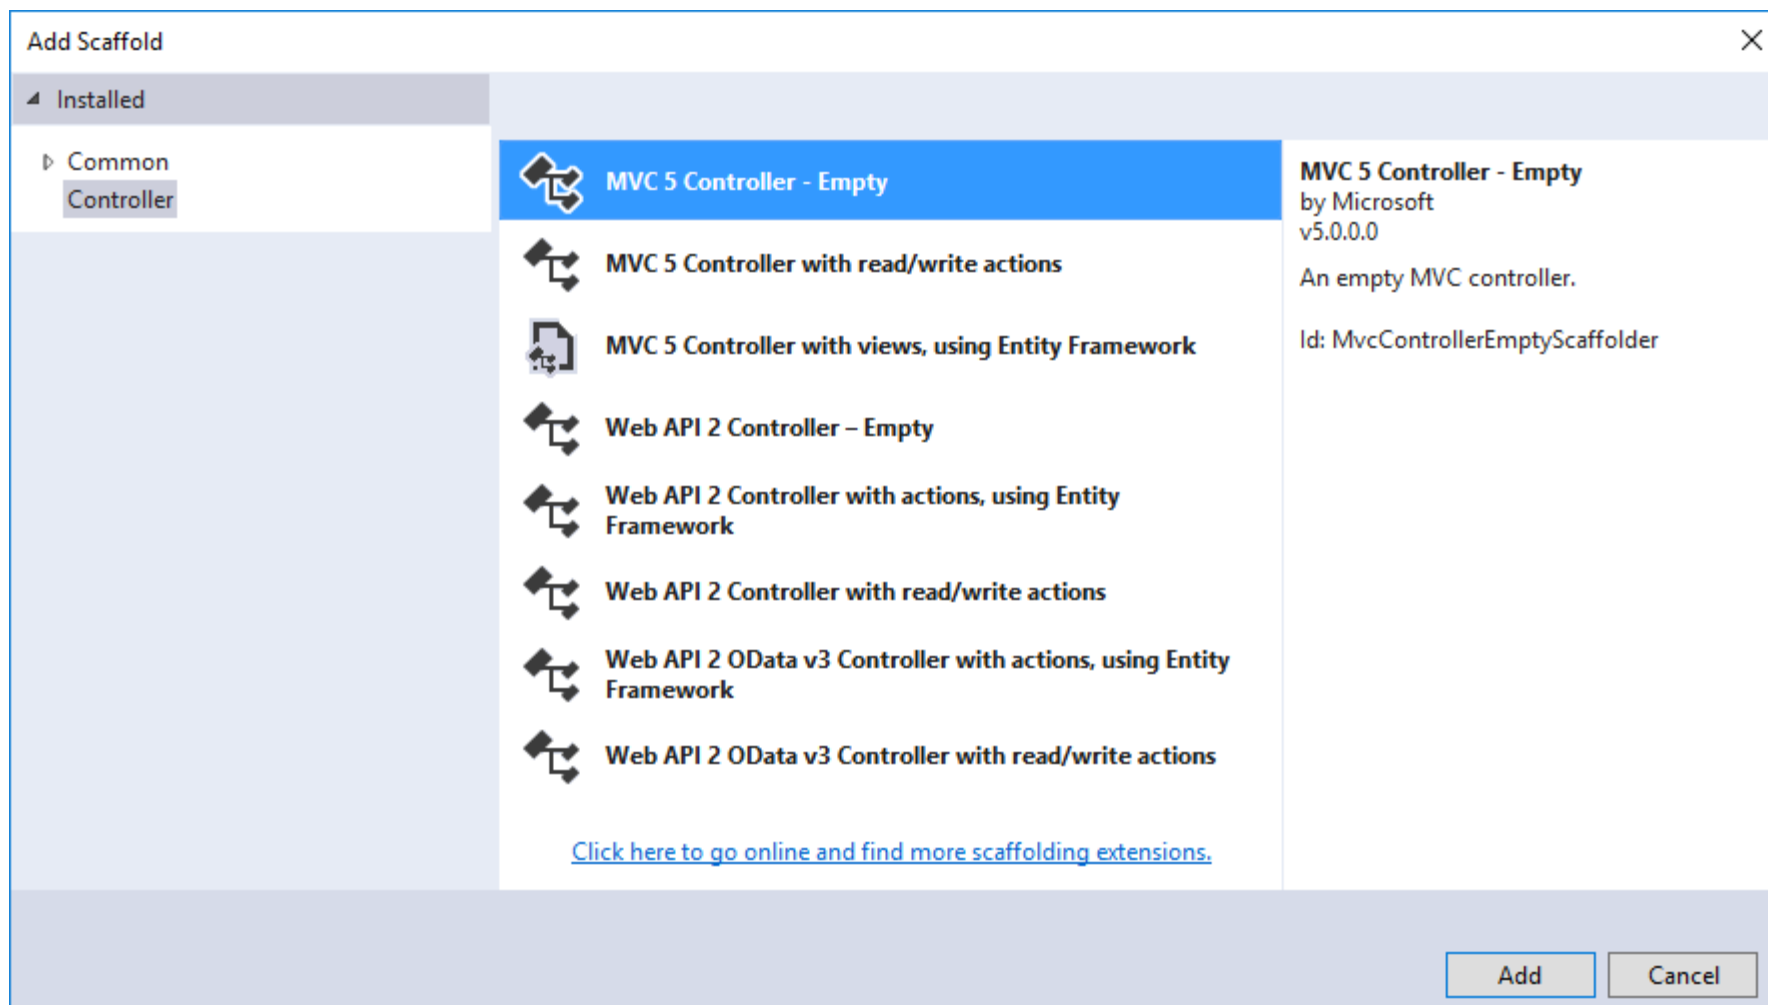 Add Scaffold
Installed
Common
Controller
MVC 5 Controller - Empty
MVC 5 Controller with read/write actions
MVC 5 Controller with views, using Entity Framework
Web API 2 Controller – Empty
Web API 2 Controller with actions, using Entity
Framework
Web API 2 Controller with read/write actions
Web API 2 OData v3 Controller with actions, using Entity
Framework
Web API 2 OData v3 Controller with read/write actions
Click here to go online and find more scaffolding extensions.
MVC 5 Controller - Empty
by Microsoft
v5.0.0.0
An empty MVC controller.
Id: MvcControllerEmptyScaffolder
Add
Cancel